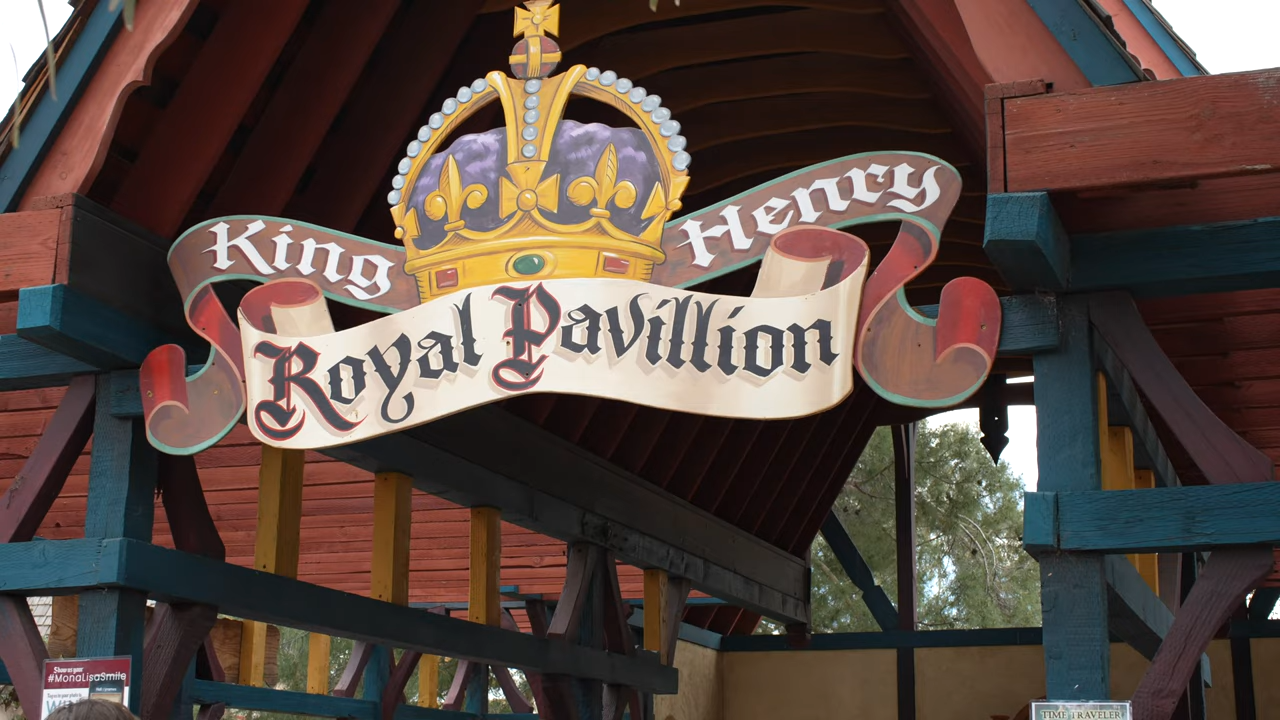 King Henry
Royal Pavillion
Show us your
#MonaLisaSmile
TIME TRAVELER